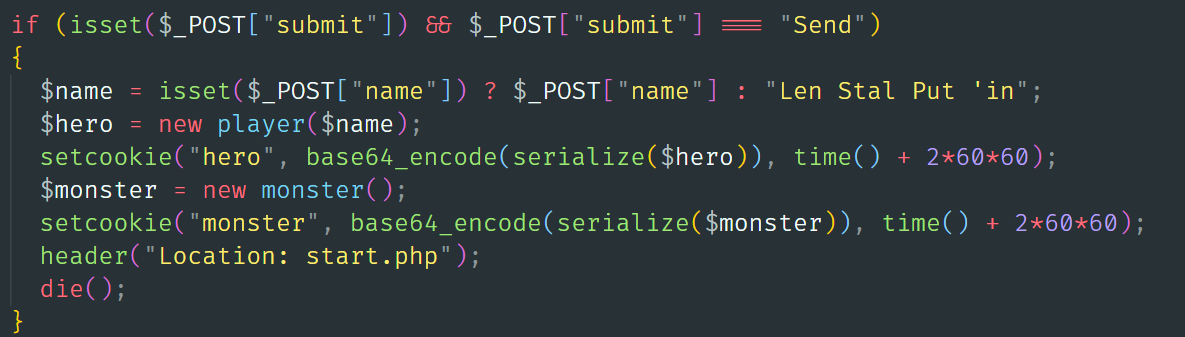 if (isset($_POST["submit"]) && $_POST["submit"] === "Send")
{
  $name = isset($_POST["name"]) ? $_POST["name"] : "Len Stal Put 'in";
  $hero = new player($name);
  setcookie("hero", base64_encode(serialize($hero)), time() + 2*60*60);
  $monster = new monster();
  setcookie("monster", base64_encode(serialize($monster)), time() + 2*60*60);
  header("Location: start.php");
  die();
}